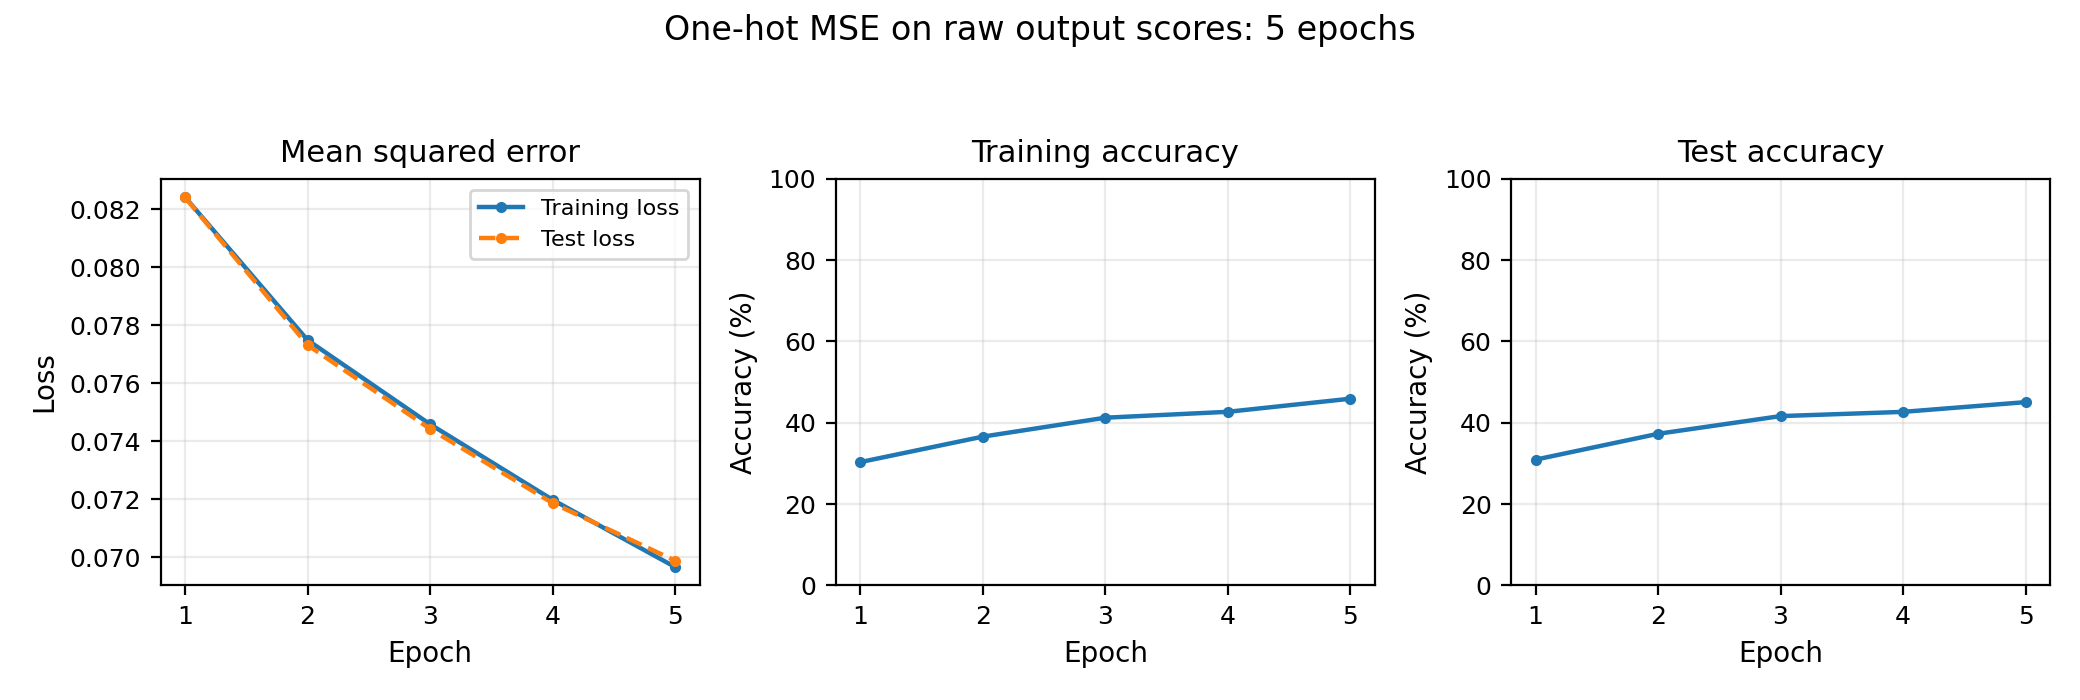 One-hot MSE on raw output scores: 5 epochs
Mean squared error
Loss
0.082
0.080
0.078
0.076
0.074
0.072
0.070
Training loss
Test loss
1 2 3 4 5
Epoch
Training accuracy
Accuracy (%)
100
80
60
40
20
0
1 2 3 4 5
Epoch
Test accuracy
Accuracy (%)
100
80
60
40
20
0
1 2 3 4 5
Epoch